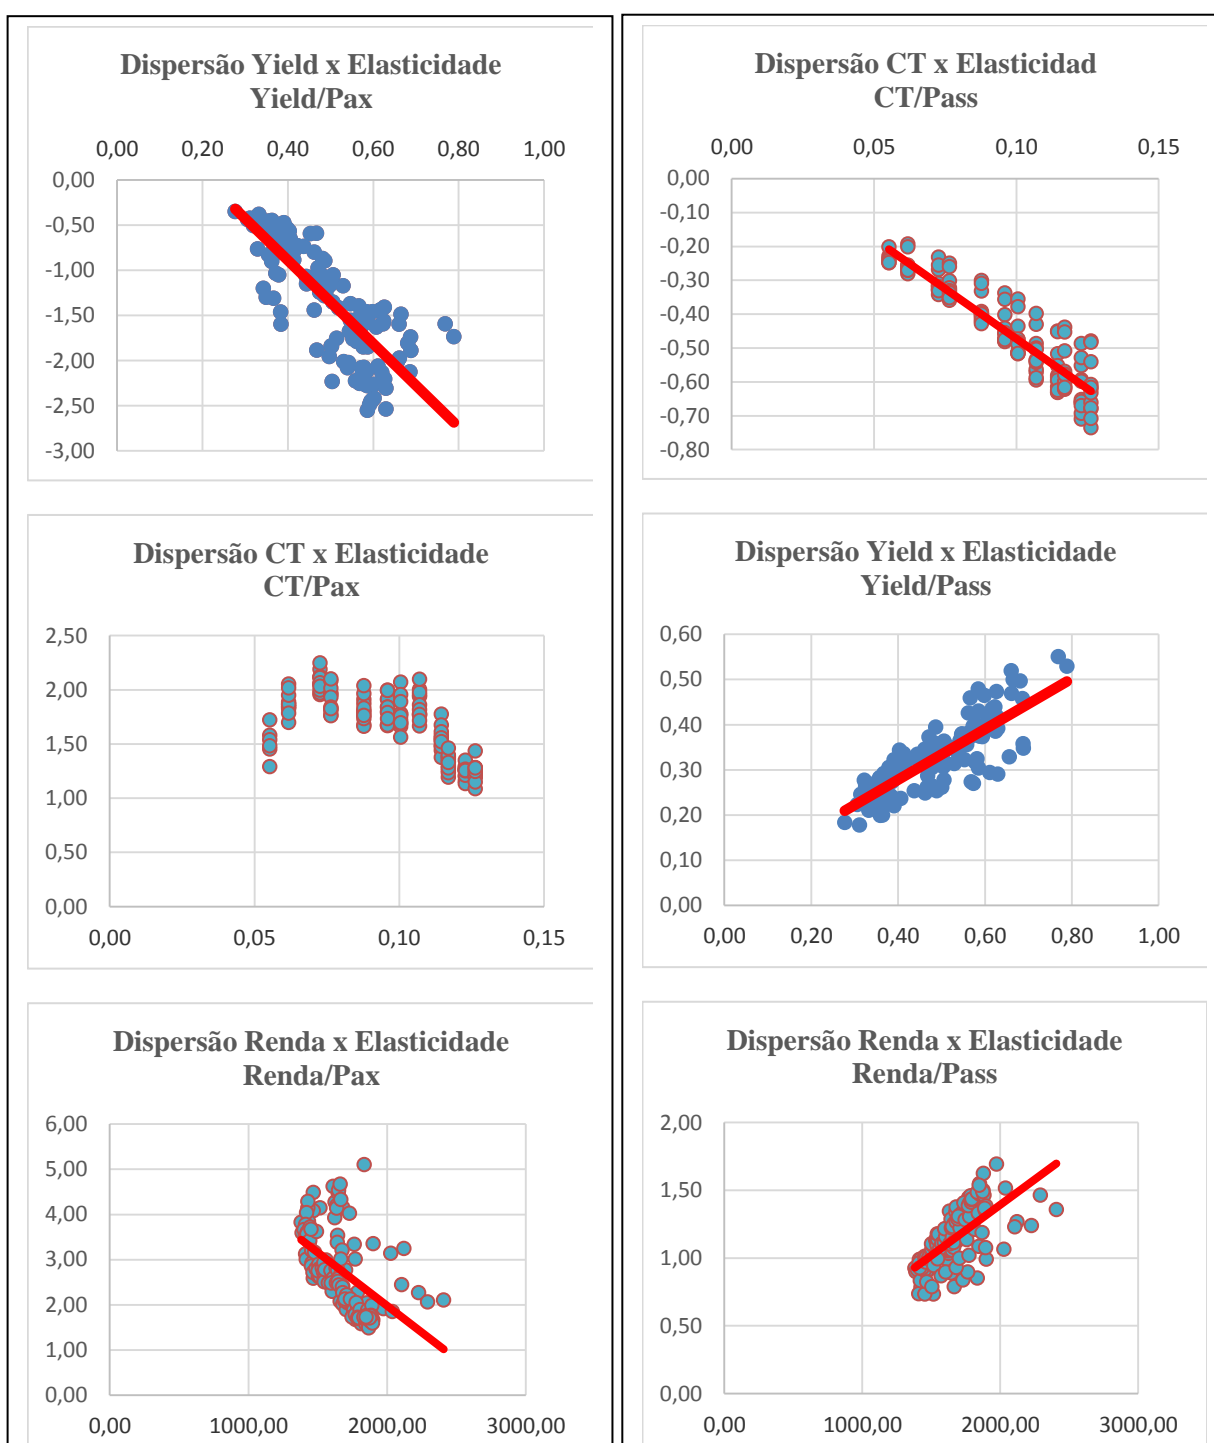 Dispersão Yield x Elasticidade
Yield/Pax
0,00 0,20 0,40 0,60 0,80 1,00
0,00
-0,50
-1,00
-1,50
-2,00
-2,50
-3,00
Dispersão CT x Elasticidad
CT/Pass
0,00 0,05 0,10 0,15
0,00
-0,10
-0,20
-0,30
-0,40
-0,50
-0,60
-0,70
-0,80
Dispersão CT x Elasticidade
CT/Pax
2,50
2,00
1,50
1,00
0,50
0,00
0,00 0,05 0,10 0,15
Dispersão Yield x Elasticidade
Yield/Pass
0,60
0,50
0,40
0,30
0,20
0,10
0,00
0,00 0,20 0,40 0,60 0,80 1,00
Dispersão Renda x Elasticidade
Renda/Pax
6,00
5,00
4,00
3,00
2,00
1,00
0,00
0,00 1000,00 2000,00 3000,00
Dispersão Renda x Elasticidade
Renda/Pass
2,00
1,50
1,00
0,50
0,00
0,00 1000,00 2000,00 3000,00